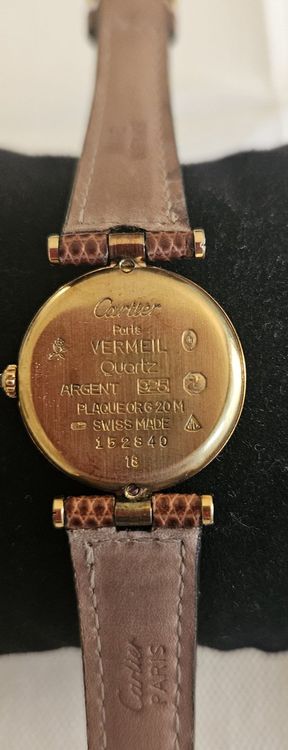 Cartier
Paris
VERMEIL
Quartz
ARGENT 925
PLAQUE OR G 20 M
SWISS MADE
152840
18
Cartier
PARIS